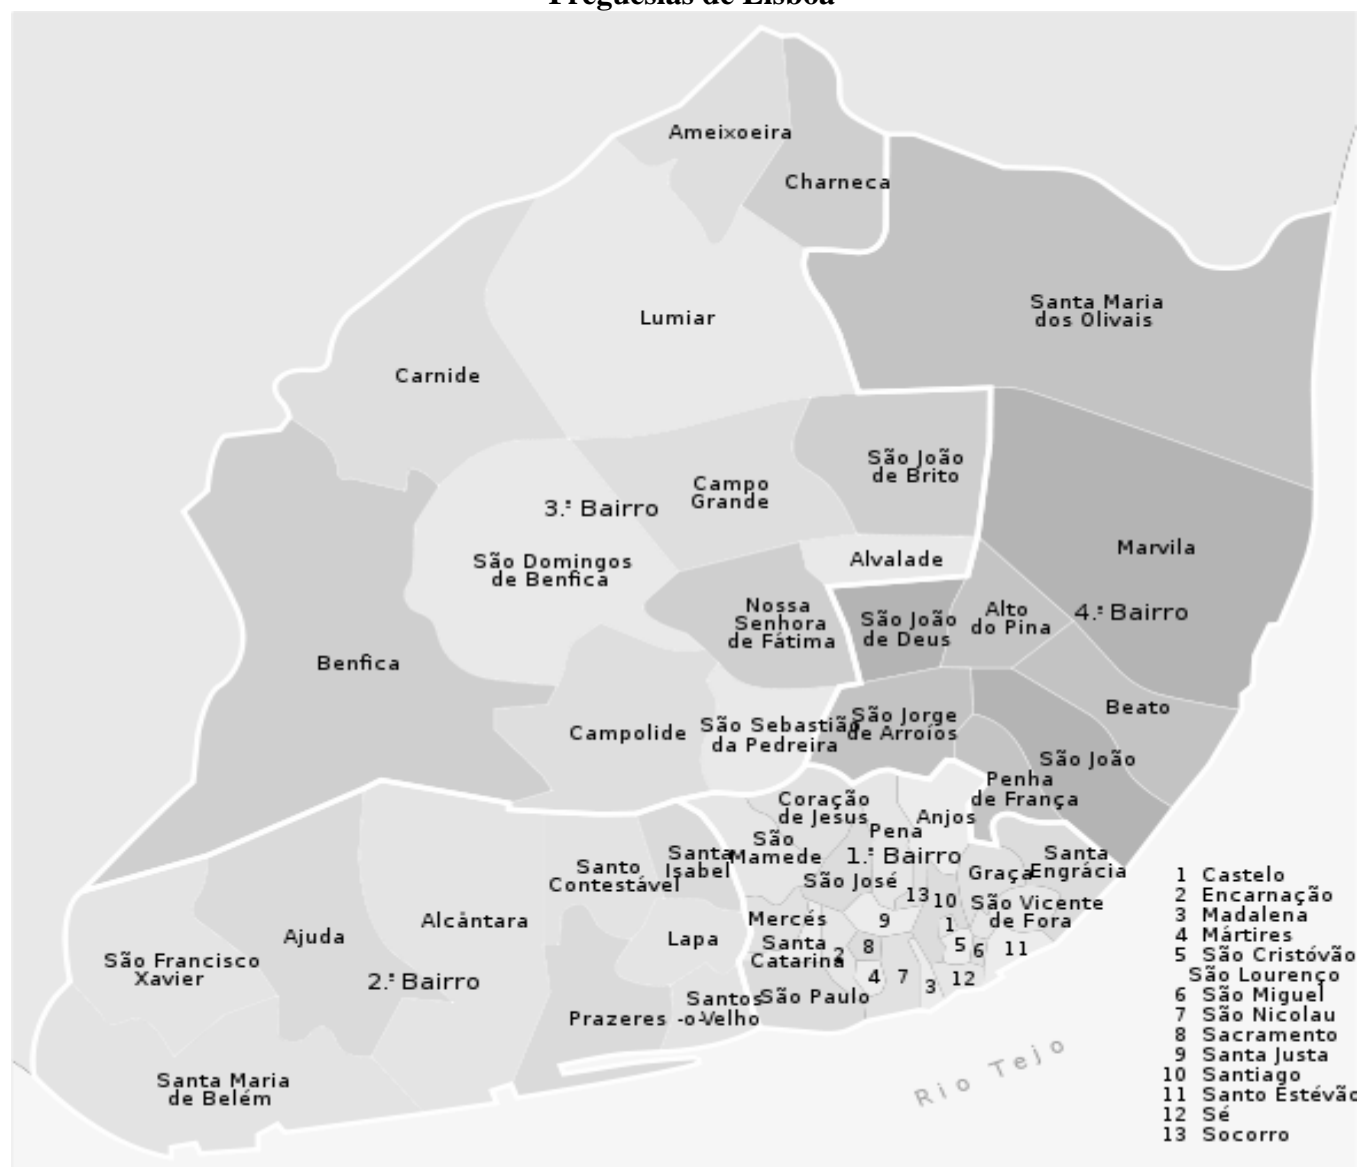 Freguesias de Lisboa
Ameixoeira
Charneca
Santa Maria
dos Olivais
Lumiar
Carnide
São João
de Brito
Campo
Grande
3.º Bairro
Marvila
Alvalade
São Domingos
de Benfica
Nossa
Senhora
de Fátima
São João
de Deus
Alto
do Pina
4.º Bairro
Benfica
Beato
São Jorge
de Arroíos
São Sebastião
da Pedreira
Campolide
São João
Penha
de França
Coração
de Jesus
Anjos
Pena
São
Mamede
1.º Bairro
Santa
Isabel
Santo
Contestável
Graça
Santa
Engrácia
São José
13
10
São Vicente
de Fora
Mercés
9
1
Alcântara
Ajuda
Lapa
Santa
Catarina
2
8
5
6
11
São Francisco
Xavier
2.º Bairro
4
7
3
12
São Paulo
Santos
-o-Velho
Prazeres
Santa Maria
de Belém
Rio Tejo
1 Castelo
2 Encarnação
3 Madalena
4 Mártires
5 São Cristóvão
São Lourenço
6 São Miguel
7 São Nicolau
8 Sacramento
9 Santa Justa
10 Santiago
11 Santo Estévão
12 Sé
13 Socorro